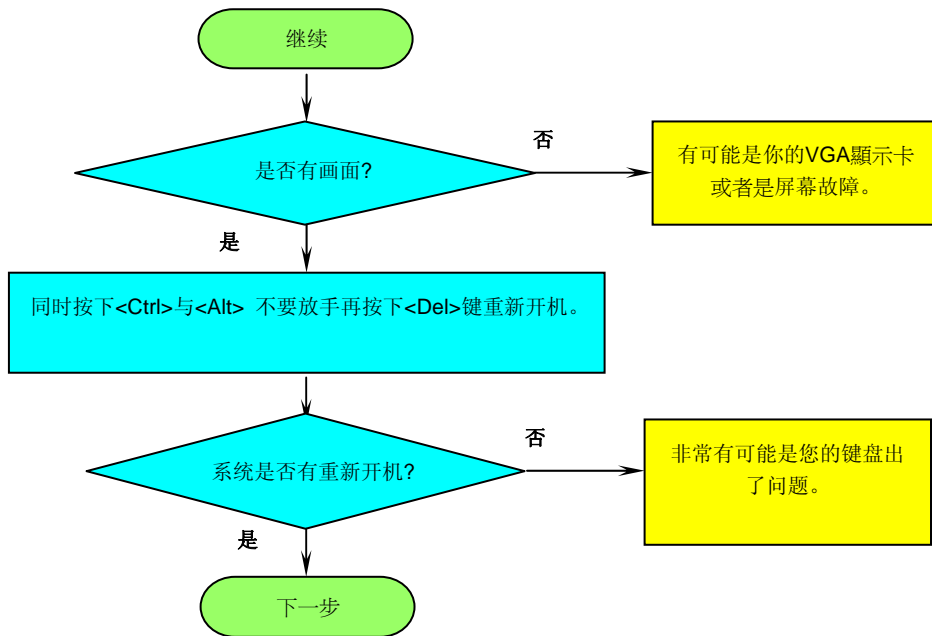 继续
是否有画面?
否
有可能是你的VGA顯示卡
或者是屏幕故障。
是
同时按下<Ctrl>与<Alt> 不要放手再按下<Del>键重新开机。
系统是否有重新开机?
否
非常有可能是您的键盘出
了问题。
是
下一步